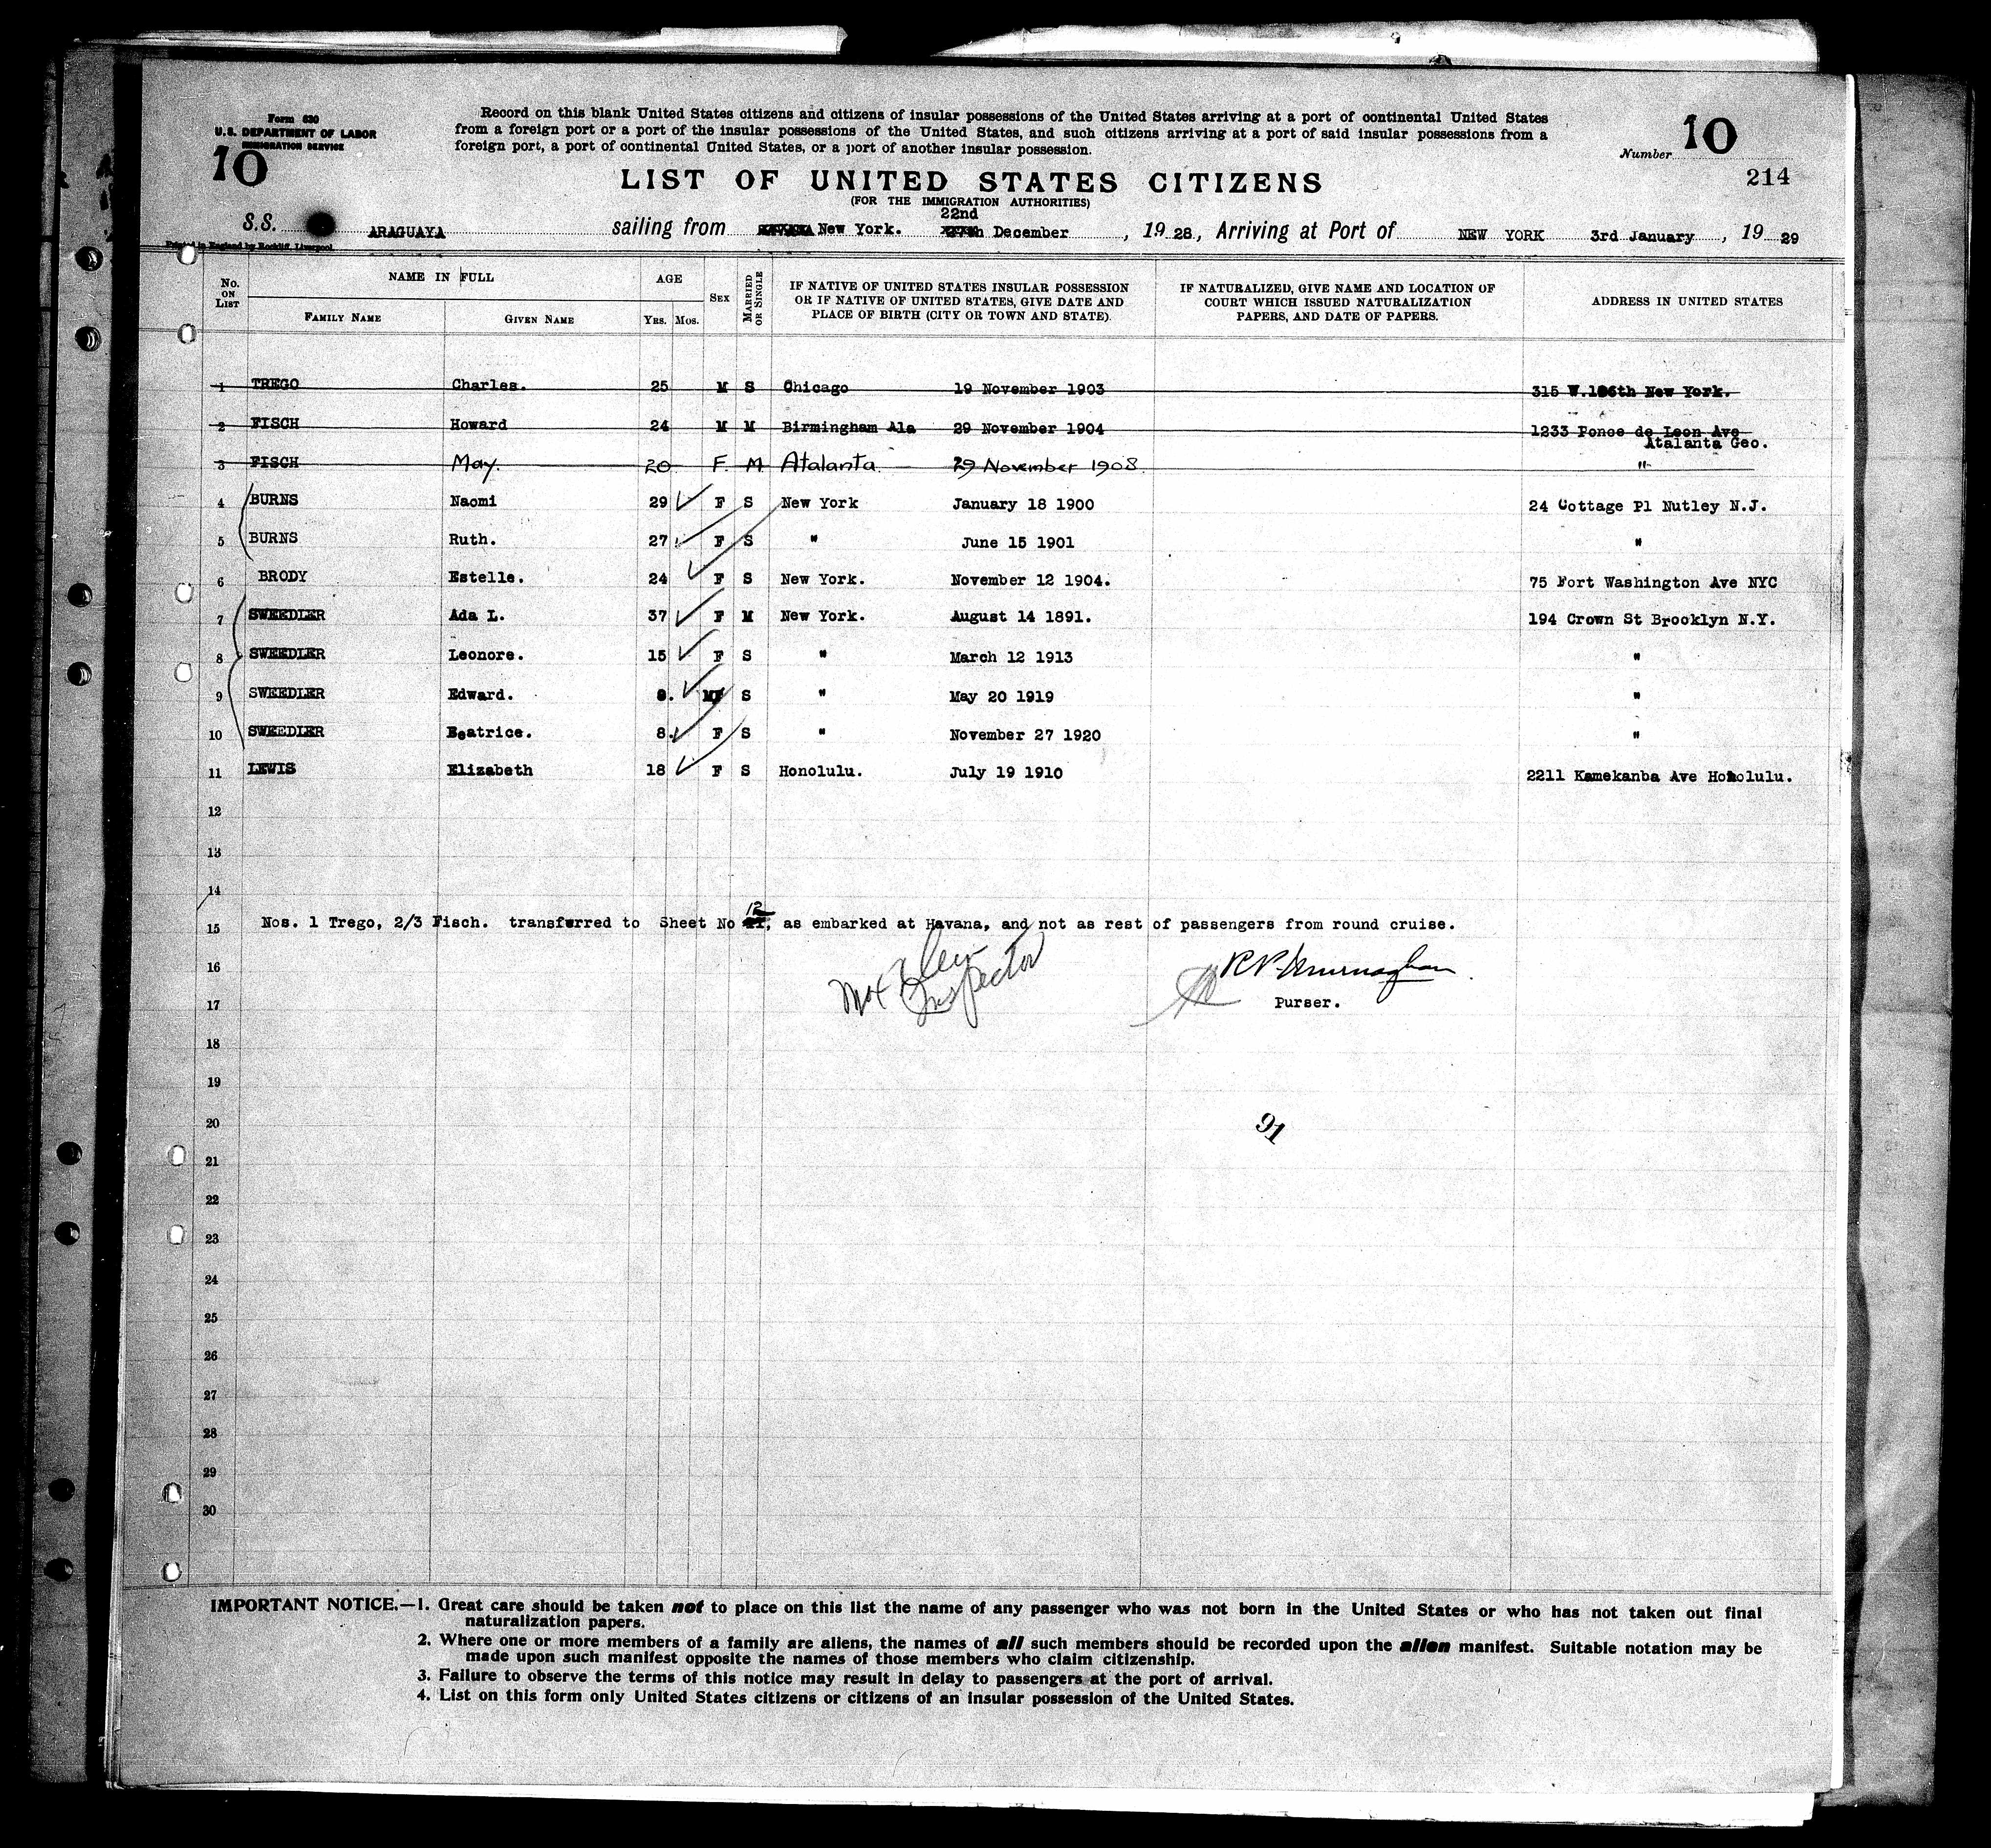 Form 630
U.S. DEPARTMENT OF LABOR
IMMIGRATION SERVICE
10
Record on this blank United States citizens and citizens of insular possessions of the United States arriving at a port of continental United States
from a foreign port or a port of the insular possessions of the United States, and such citizens arriving at a port of said insular possessions from a
foreign port, a port of continental United States, or a port of another insular possession.
Number 10
214
LIST OF UNITED STATES CITIZENS
(FOR THE IMMIGRATION AUTHORITIES)
22nd
S.S. ARAGUAYA sailing from New York. December, 1928, Arriving at Port of NEW YORK 3rd January, 1929
Printed in England by Rockliff Liverpool
No. ON LIST
NAME IN FULL
FAMILY NAME
GIVEN NAME
AGE
YRS. MOS.
SEX
MARRIED OR SINGLE
IF NATIVE OF UNITED STATES INSULAR POSSESSION
OR IF NATIVE OF UNITED STATES, GIVE DATE AND
PLACE OF BIRTH (CITY OR TOWN AND STATE).
IF NATURALIZED, GIVE NAME AND LOCATION OF
COURT WHICH ISSUED NATURALIZATION
PAPERS, AND DATE OF PAPERS.
ADDRESS IN UNITED STATES
1 TREGO Charles. 25 M S Chicago 19 November 1903 315 W. New York.
2 FISCH Howard 24 M M Birmingham Ala 29 November 1904 1233 Ponce de Leon Ave
Atalanta Geo.
3 FISCH May. 20 F. M Atalanta 29 November 1908 "
4 BURNS Naomi 29 F S New York January 18 1900 24 Cottage Pl Nutley N.J.
5 BURNS Ruth. 27 F S " June 15 1901 "
6 BRODY Estelle. 24 F S New York. November 12 1904. 75 Fort Washington Ave NYC
7 SWEEDLER Ada L. 37 F M New York. August 14 1891. 194 Crown St Brooklyn N.Y.
8 SWEEDLER Leonore. 15 F S " March 12 1913 "
9 SWEEDLER Edward. 9. M S " May 20 1919 "
10 SWEEDLER Beatrice. 8 F S " November 27 1920 "
11 LEWIS Elizabeth 18 F S Honolulu. July 19 1910 2211 Kamekanba Ave Honolulu.
12
13
14
12
15 Nos. 1 Trego, 2/3 Fisch. transferred to Sheet No , as embarked at Havana, and not as rest of passengers from round cruise.
16
Inspector
17 Purser.
18
19
20
91
21
22
23
24
25
26
27
28
29
30
IMPORTANT NOTICE.—1. Great care should be taken not to place on this list the name of any passenger who was not born in the United States or who has not taken out final
naturalization papers.
2. Where one or more members of a family are aliens, the names of all such members should be recorded upon the alien manifest. Suitable notation may be
made upon such manifest opposite the names of those members who claim citizenship.
3. Failure to observe the terms of this notice may result in delay to passengers at the port of arrival.
4. List on this form only United States citizens or citizens of an insular possession of the United States.